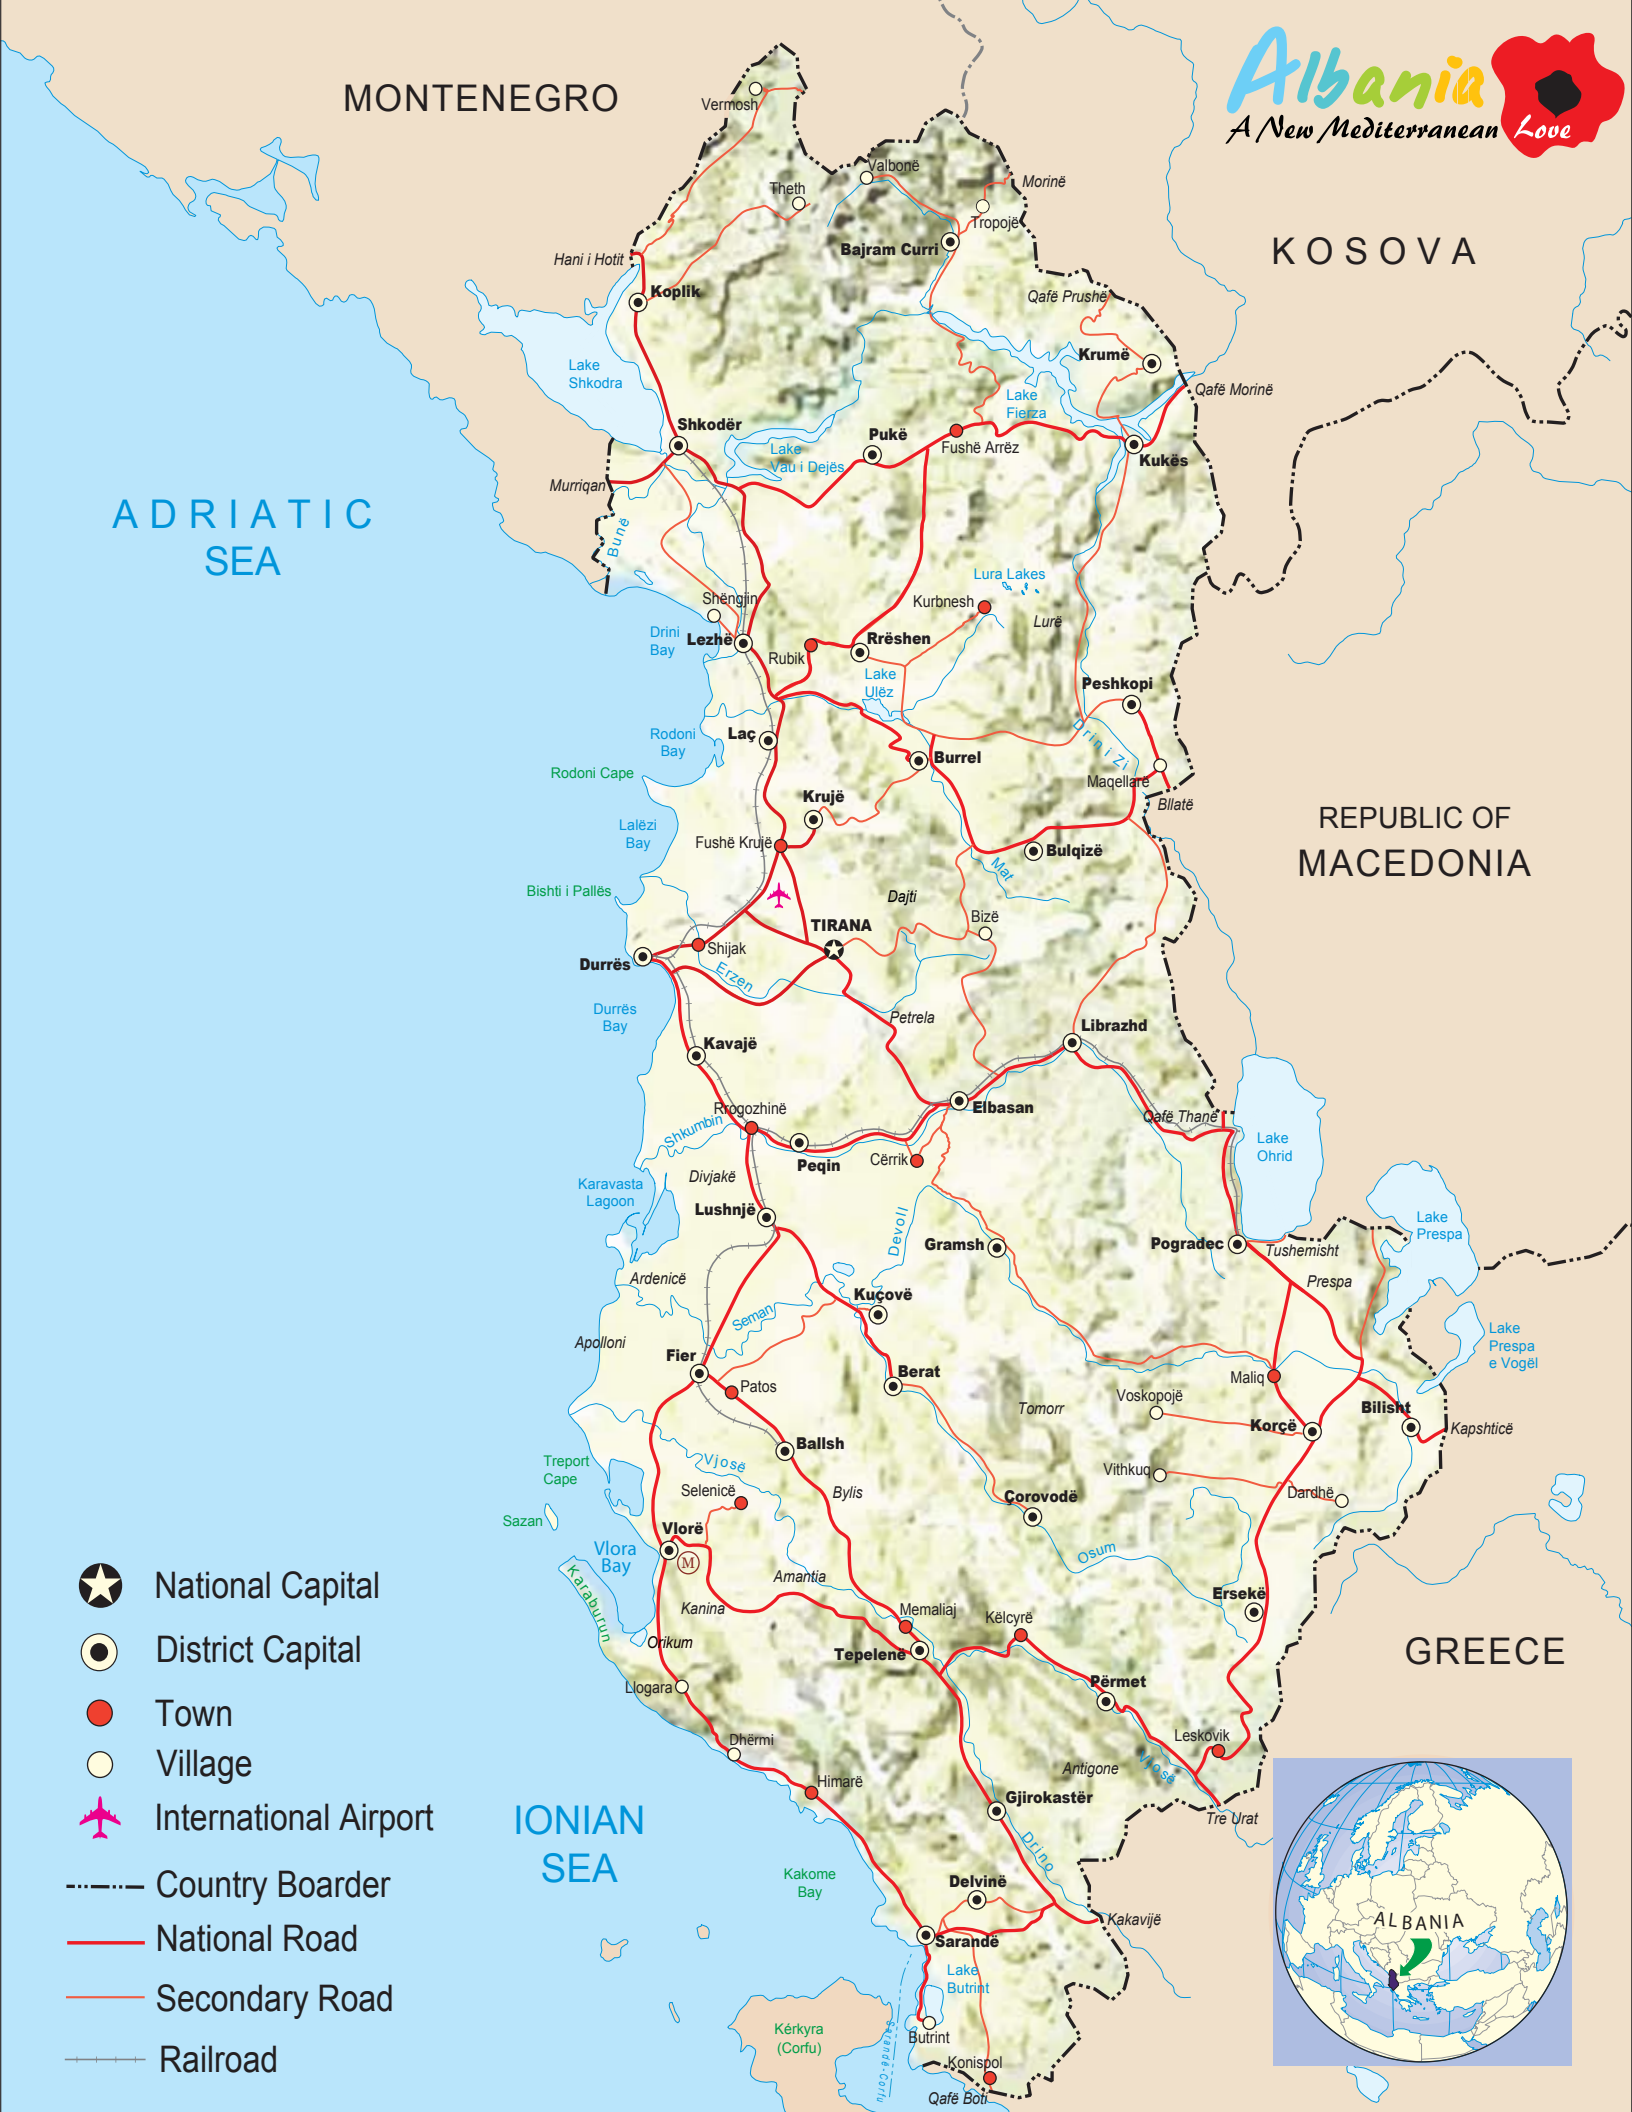 MONTENEGRO
Albania
A New Mediterranean Love
Vermosh
Valbonë
Theth
Morinë
Tropojë
Bajram Curri
KOSOVA
Hani i Hotit
Koplik
Qafë Prushë
Krumë
Lake
Shkodra
Qafë Morinë
Lake
Fierza
Shkodër
Pukë
Fushë Arrëz
Lake
Vau i Dejës
Kukës
Murriqan
ADRIATIC
SEA
Bunë
Lura Lakes
Shëngjin
Kurbnesh
Lurë
Drini
Bay
Lezhë
Rubik
Rrëshen
Lake
Ulëz
Peshkopi
Rodoni
Bay
Laç
Drini i Zi
Burrel
Rodoni Cape
Maqellarë
Bllatë
Krujë
REPUBLIC OF
MACEDONIA
Lalëzi
Bay
Fushë Krujë
Bulqizë
Mat
Bishti i Pallës
Dajti
Bizë
TIRANA
Shijak
Durrës
Erzen
Durrës
Bay
Petrela
Librazhd
Kavajë
Rrogozhinë
Elbasan
Qafë Thanë
Shkumbin
Lake
Ohrid
Peqin
Cërrik
Divjakë
Karavasta
Lagoon
Lushnjë
Devoll
Gramsh
Pogradec
Tushemisht
Lake
Prespa
Ardenicë
Prespa
Kuçovë
Seman
Apolloni
Lake
Prespa
e Vogël
Fier
Patos
Berat
Maliq
Voskopojë
Tomorr
Korçë
Bilisht
Kapshticë
Ballsh
Treport
Cape
Vjosë
Vithkuq
Selenicë
Bylis
Dardhë
Çorovodë
Sazan
Vlorë
M
Vlora
Bay
Osum
Karaburun
Amantia
Ersekë
Kanina
Memaliaj
Këlcyrë
Orikum
Tepelenë
Llogara
Përmet
Dhërmi
Leskovik
Vjosë
Antigone
Himarë
Gjirokastër
Tre Urat
IONIAN
SEA
Drino
Kakome
Bay
Delvinë
Kakavijë
Sarandë
Lake
Butrint
Butrint
Kérkyra
(Corfu)
Sarandë-Corfu
Konispol
Qafë Boti
GREECE
ALBANIA
National Capital
District Capital
Town
Village
International Airport
Country Boarder
National Road
Secondary Road
Railroad